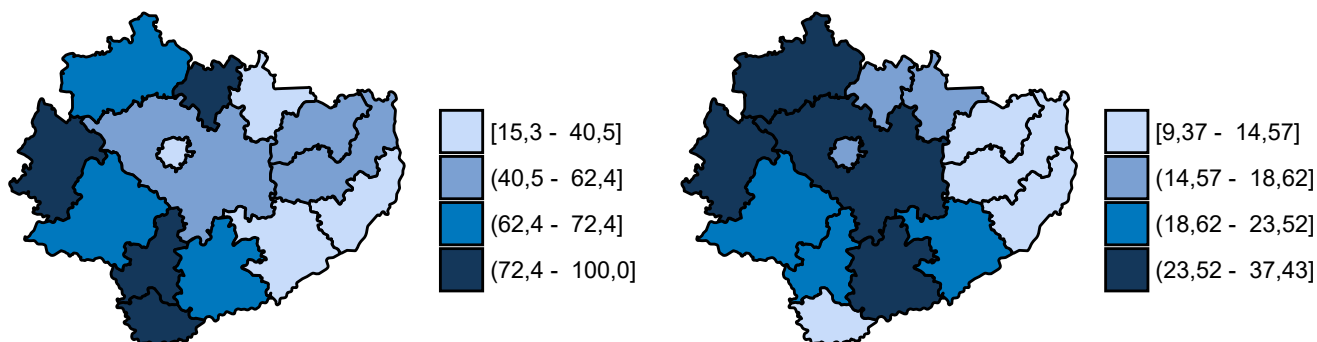 [15,3 - 40,5]
(40,5 - 62,4]
(62,4 - 72,4]
(72,4 - 100,0]
[9,37 - 14,57]
(14,57 - 18,62]
(18,62 - 23,52]
(23,52 - 37,43]